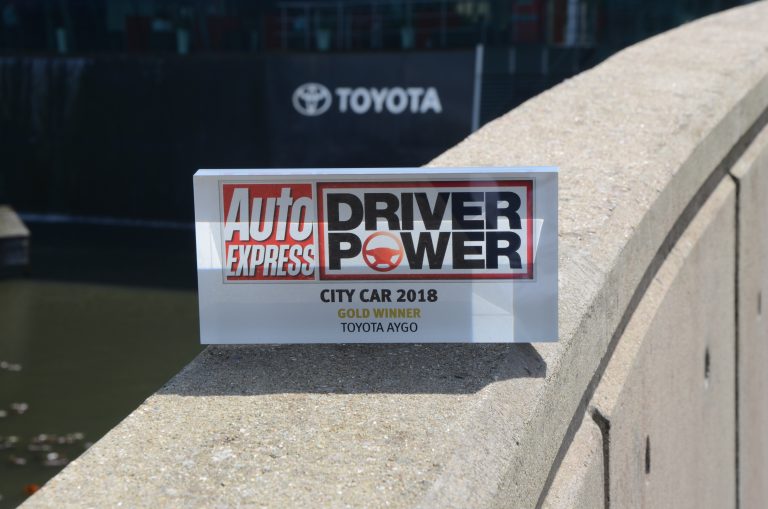 TOYOTA
Auto EXPRESS
DRIVER POWER
CITY CAR 2018
GOLD WINNER
TOYOTA AYGO